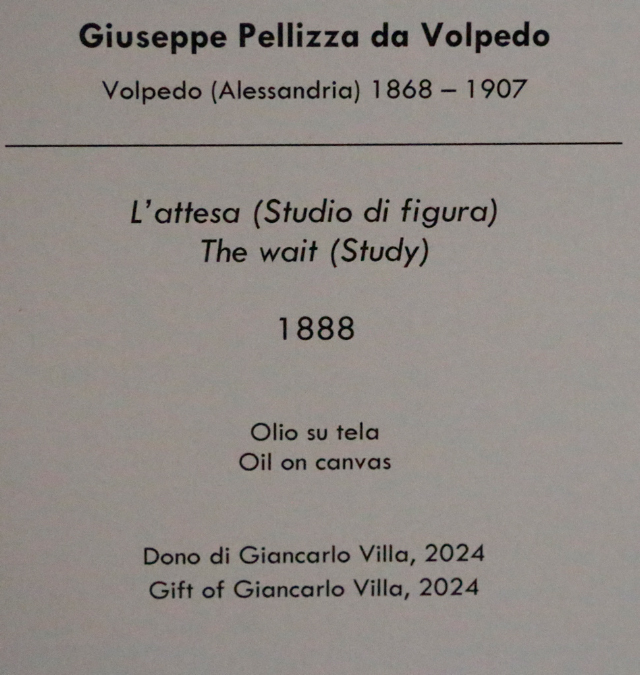 Giuseppe Pellizza da Volpedo
Volpedo (Alessandria) 1868 – 1907
L'attesa (Studio di figura)
The wait (Study)
1888
Olio su tela
Oil on canvas
Dono di Giancarlo Villa, 2024
Gift of Giancarlo Villa, 2024